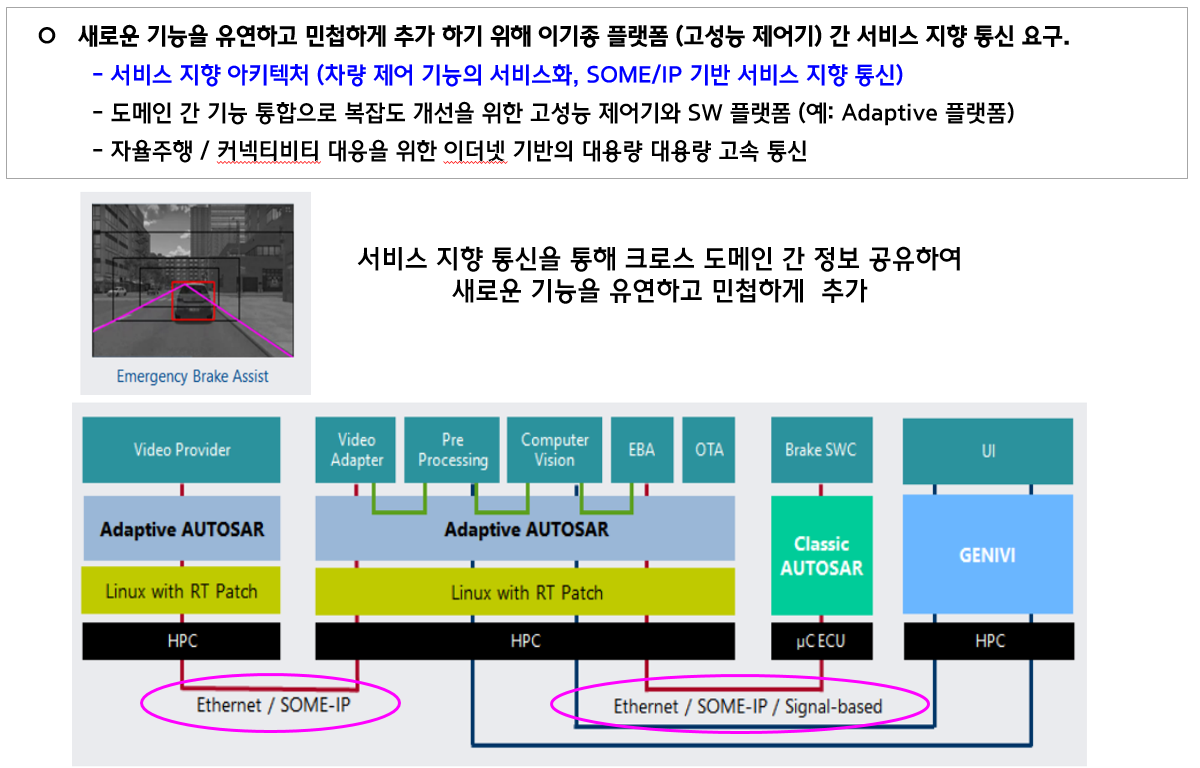 ○ 새로운 기능을 유연하고 민첩하게 추가 하기 위해 이기종 플랫폼 (고성능 제어기) 간 서비스 지향 통신 요구.
- 서비스 지향 아키텍처 (차량 제어 기능의 서비스화, SOME/IP 기반 서비스 지향 통신)
- 도메인 간 기능 통합으로 복잡도 개선을 위한 고성능 제어기와 SW 플랫폼 (예: Adaptive 플랫폼)
- 자율주행 / 커넥티비티 대응을 위한 이더넷 기반의 대용량 대용량 고속 통신
서비스 지향 통신을 통해 크로스 도메인 간 정보 공유하여
새로운 기능을 유연하고 민첩하게 추가
Emergency Brake Assist
Video Provider
Video
Adapter
Pre
Processing
Computer
Vision
EBA
OTA
Brake SWC
UI
Adaptive AUTOSAR
Adaptive AUTOSAR
Classic
AUTOSAR
GENIVI
Linux with RT Patch
Linux with RT Patch
HPC
HPC
µC ECU
HPC
Ethernet / SOME-IP
Ethernet / SOME-IP / Signal-based